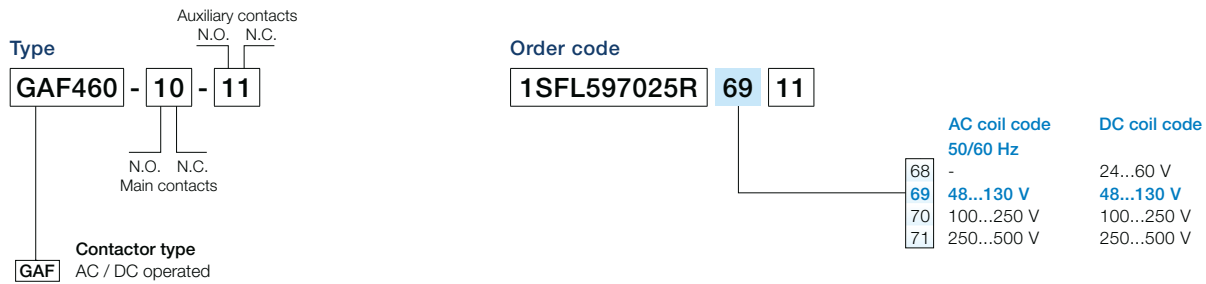 Auxiliary contacts
N.O. N.C.
Type
GAF460 - 10 - 11
N.O. N.C.
Main contacts
Contactor type
GAF AC / DC operated
Order code
1SFL597025R 69 11
AC coil code DC coil code
50/60 Hz
68 - 24...60 V
69 48...130 V 48...130 V
70 100...250 V 100...250 V
71 250...500 V 250...500 V